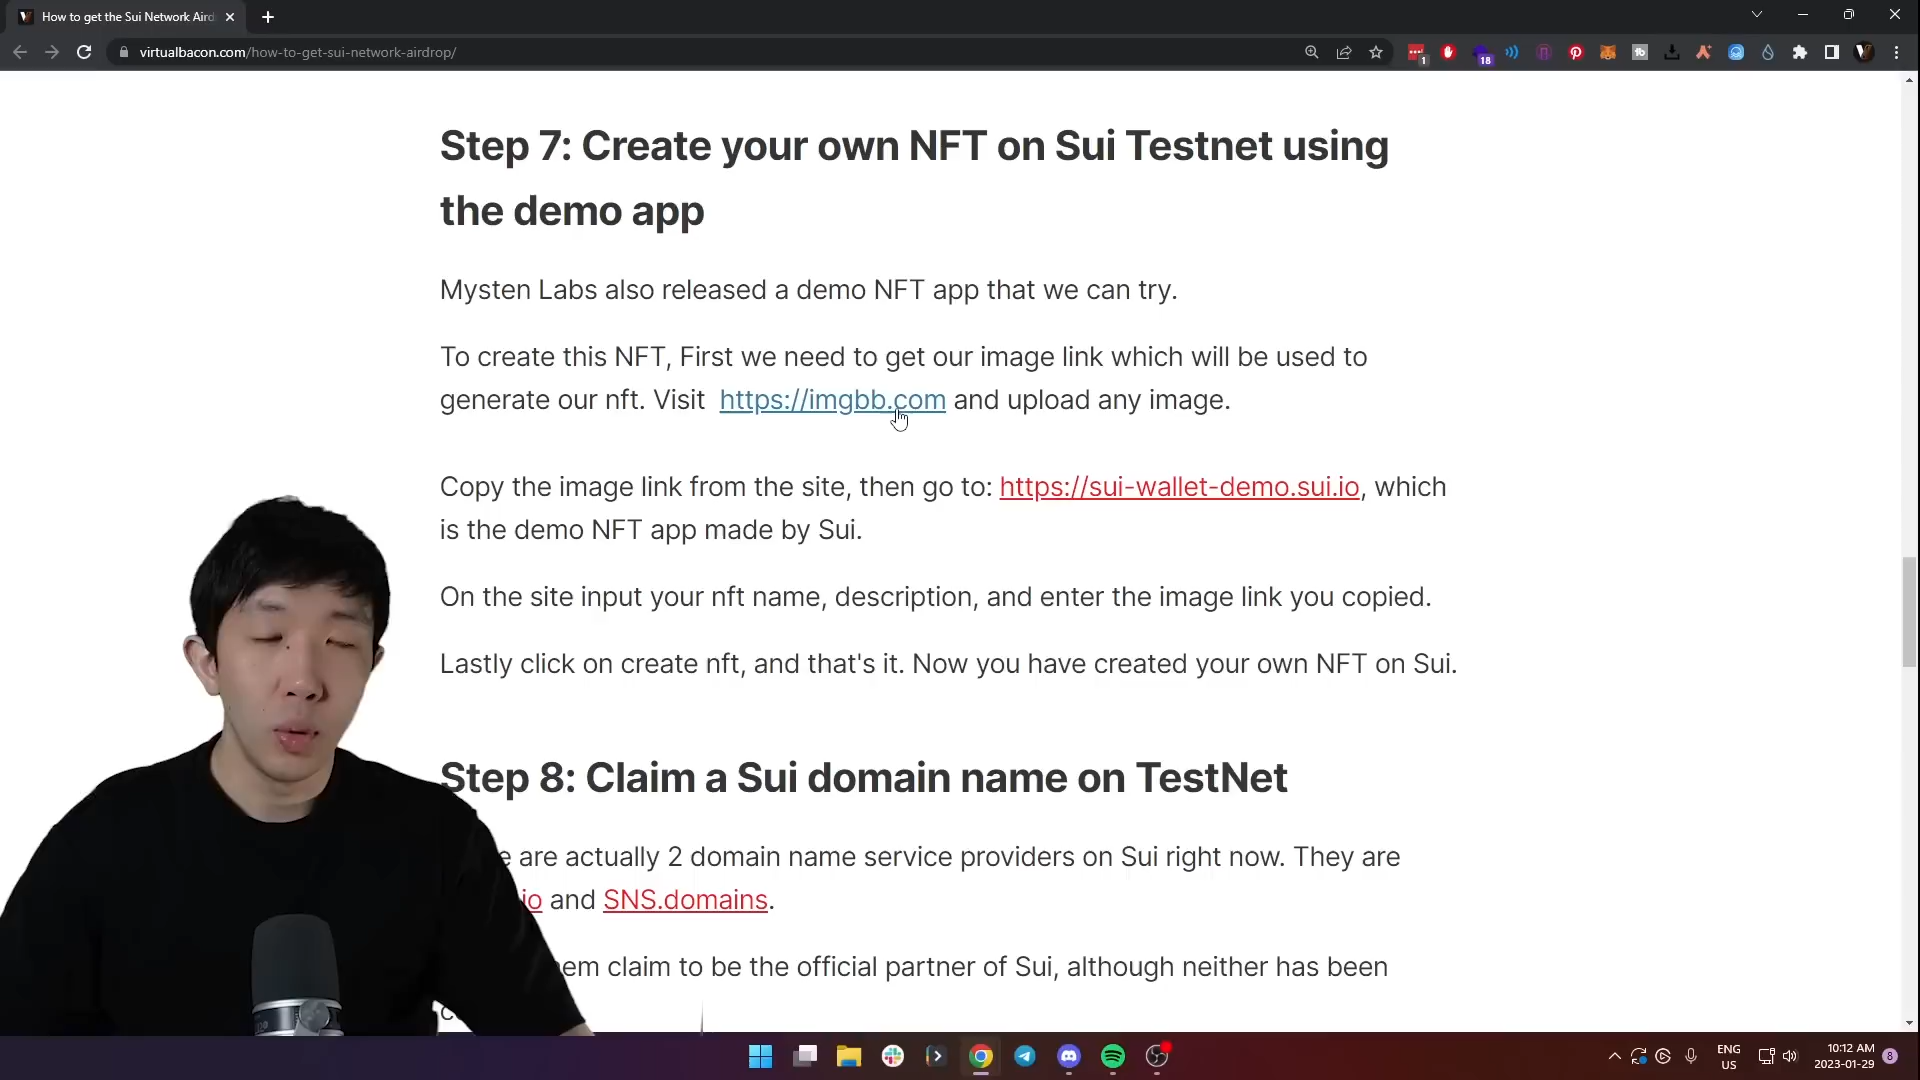 How to get the Sui Network Aird
virtualbacon.com/how-to-get-sui-network-airdrop/
1
18
Step 7: Create your own NFT on Sui Testnet using
the demo app
Mysten Labs also released a demo NFT app that we can try.
To create this NFT, First we need to get our image link which will be used to
generate our nft. Visit https://imgbb.com and upload any image.
Copy the image link from the site, then go to: https://sui-wallet-demo.sui.io, which
is the demo NFT app made by Sui.
On the site input your nft name, description, and enter the image link you copied.
Lastly click on create nft, and that's it. Now you have created your own NFT on Sui.
Step 8: Claim a Sui domain name on TestNet
e are actually 2 domain name service providers on Sui right now. They are
io and SNS.domains.
em claim to be the official partner of Sui, although neither has been
ENG
US
10:12 AM
2023-01-29
8